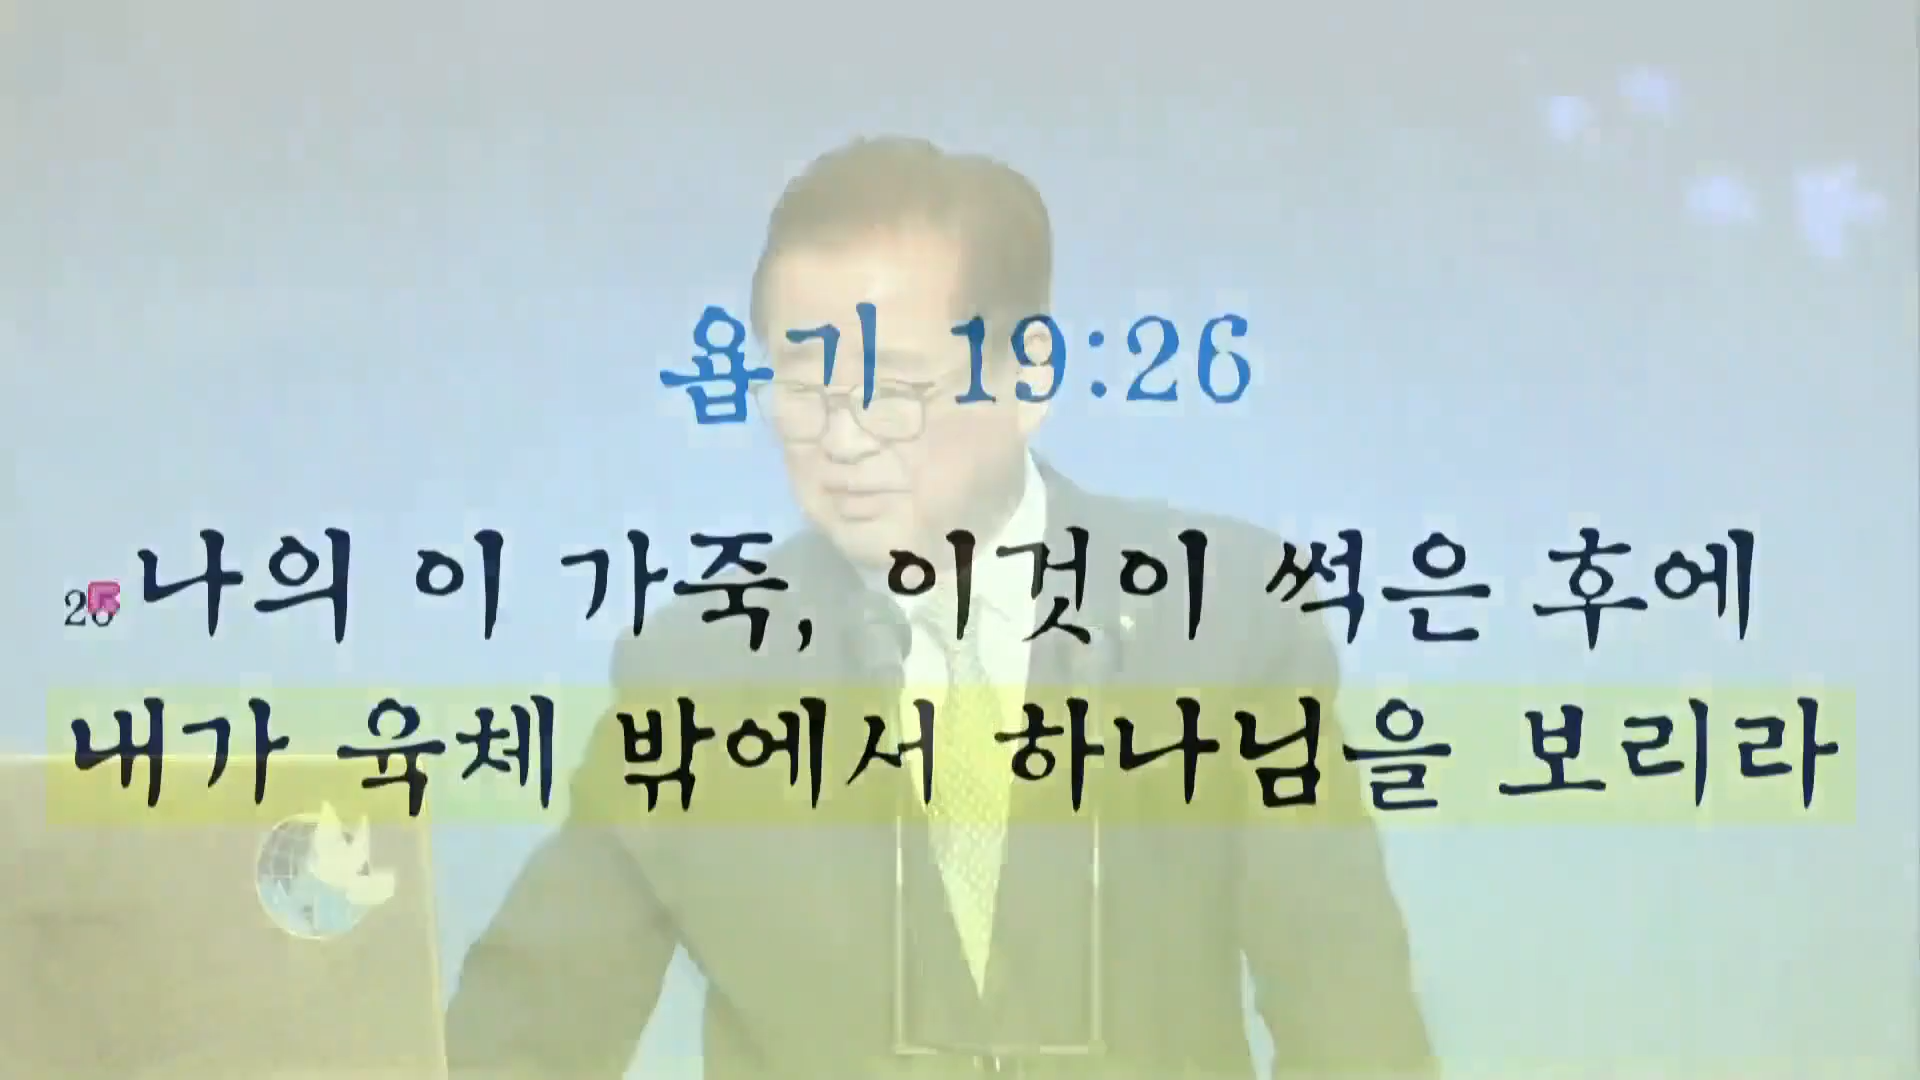 욥기 19:26
26 나의 이 가죽, 이것이 썩은 후에
내가 육체 밖에서 하나님을 보리라